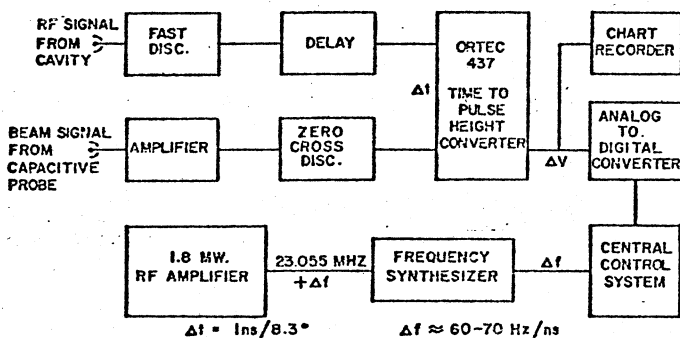 RF SIGNAL
FROM
CAVITY
FAST
DISC.
DELAY
ORTEC
437
TIME TO
PULSE
HEIGHT
CONVERTER
Δt
CHART
RECORDER
BEAM SIGNAL
FROM
CAPACITIVE
PROBE
AMPLIFIER
ZERO
CROSS
DISC.
ΔV
ANALOG
TO
DIGITAL
CONVERTER
1.8 MW.
RF AMPLIFIER
23.055 MHZ
+Δf
FREQUENCY
SYNTHESIZER
Δf
CENTRAL
CONTROL
SYSTEM
Δt = 1ns/8.3°
Δf ≈ 60-70 Hz/ns